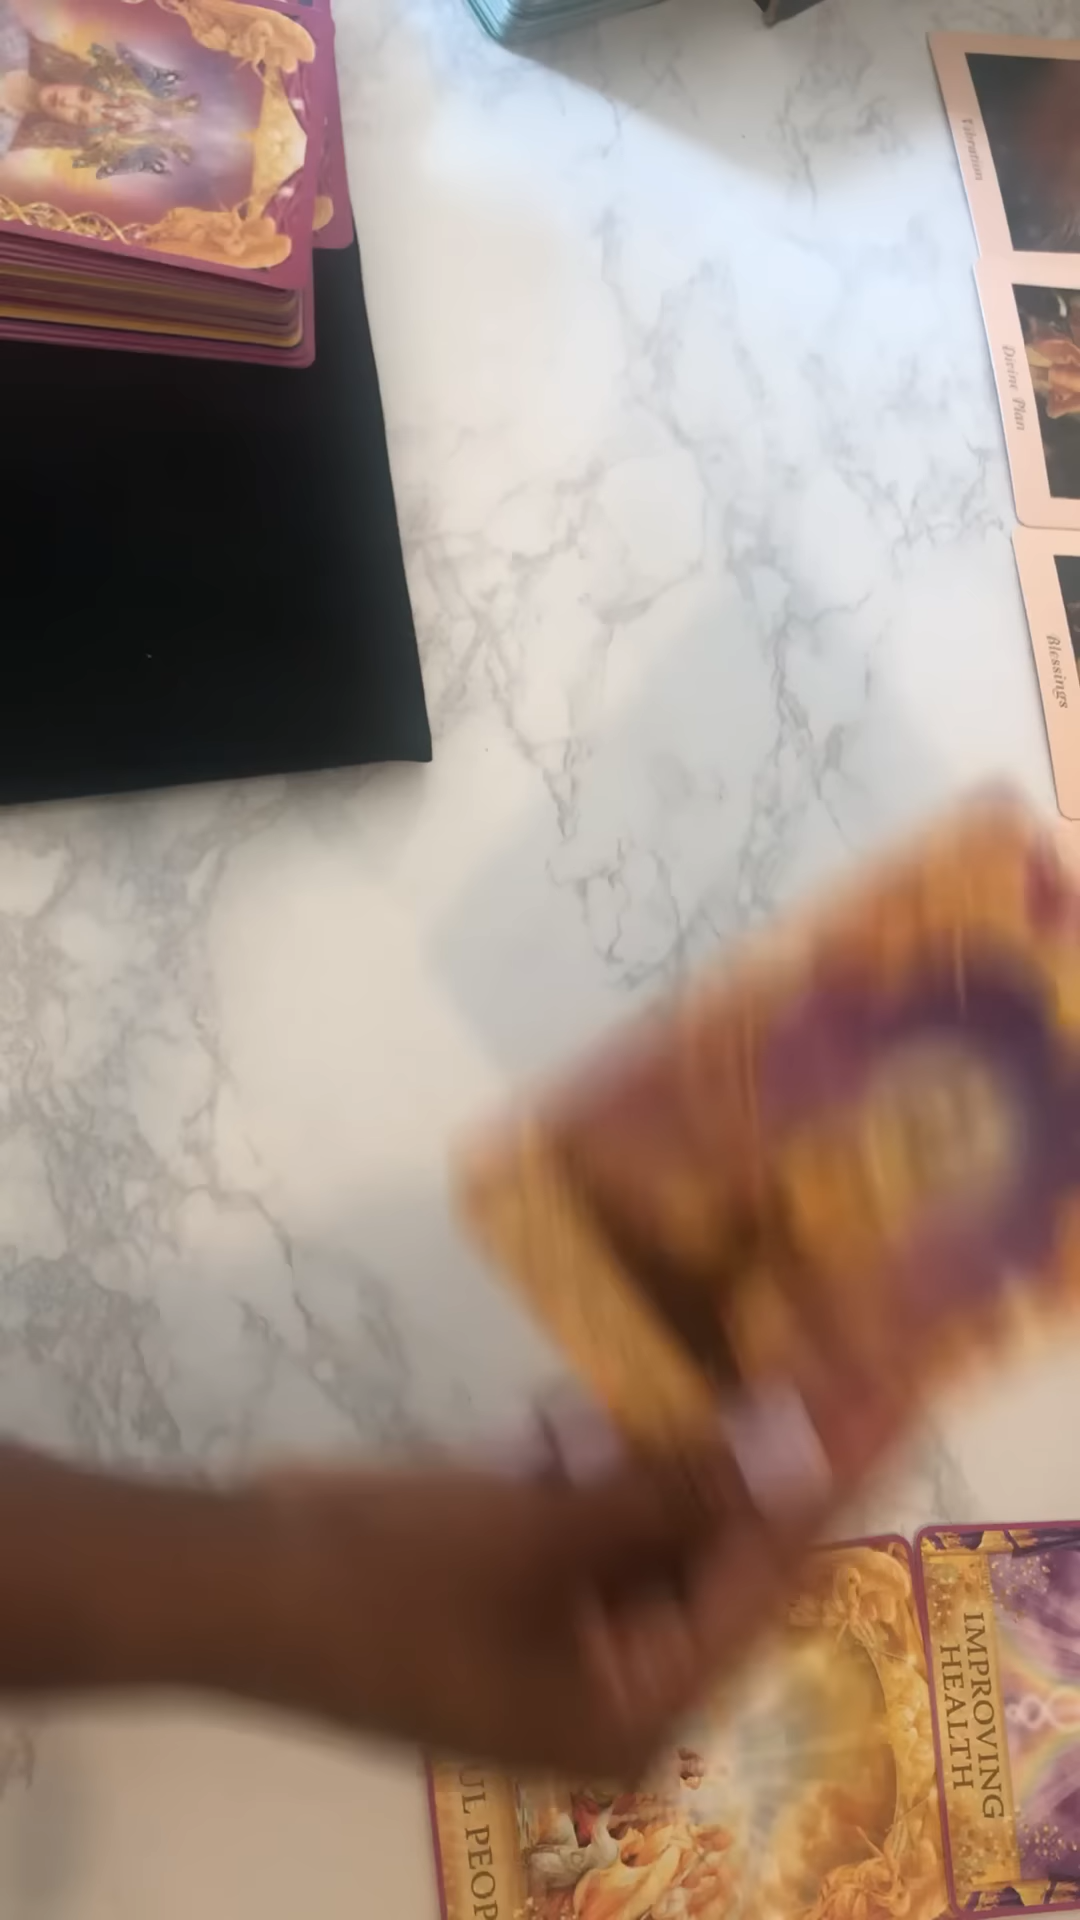 Vibration
Divine Plan
Blessings
IMPROVING
HEALTH
UL PEOP